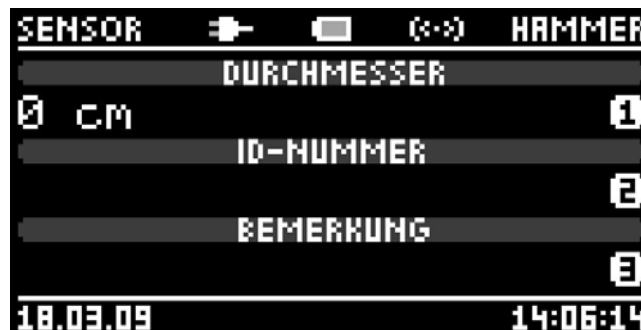 SENSOR HAMMER
DURCHMESSER
0 cm 1
ID-NUMMER
2
BEMERKUNG
3
18.03.09 14:06:14